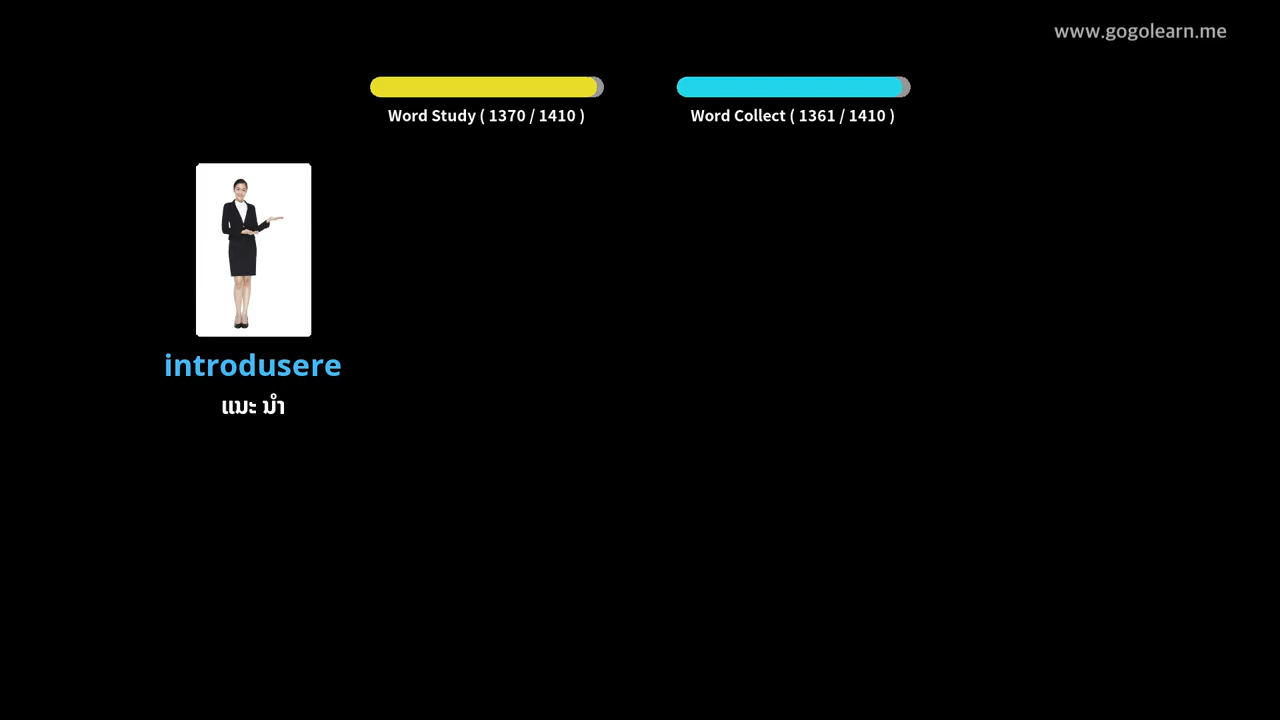 www.gogolearn.me
Word Study ( 1370 / 1410 )
Word Collect ( 1361 / 1410 )
introdusere
ແນະ ນຳ